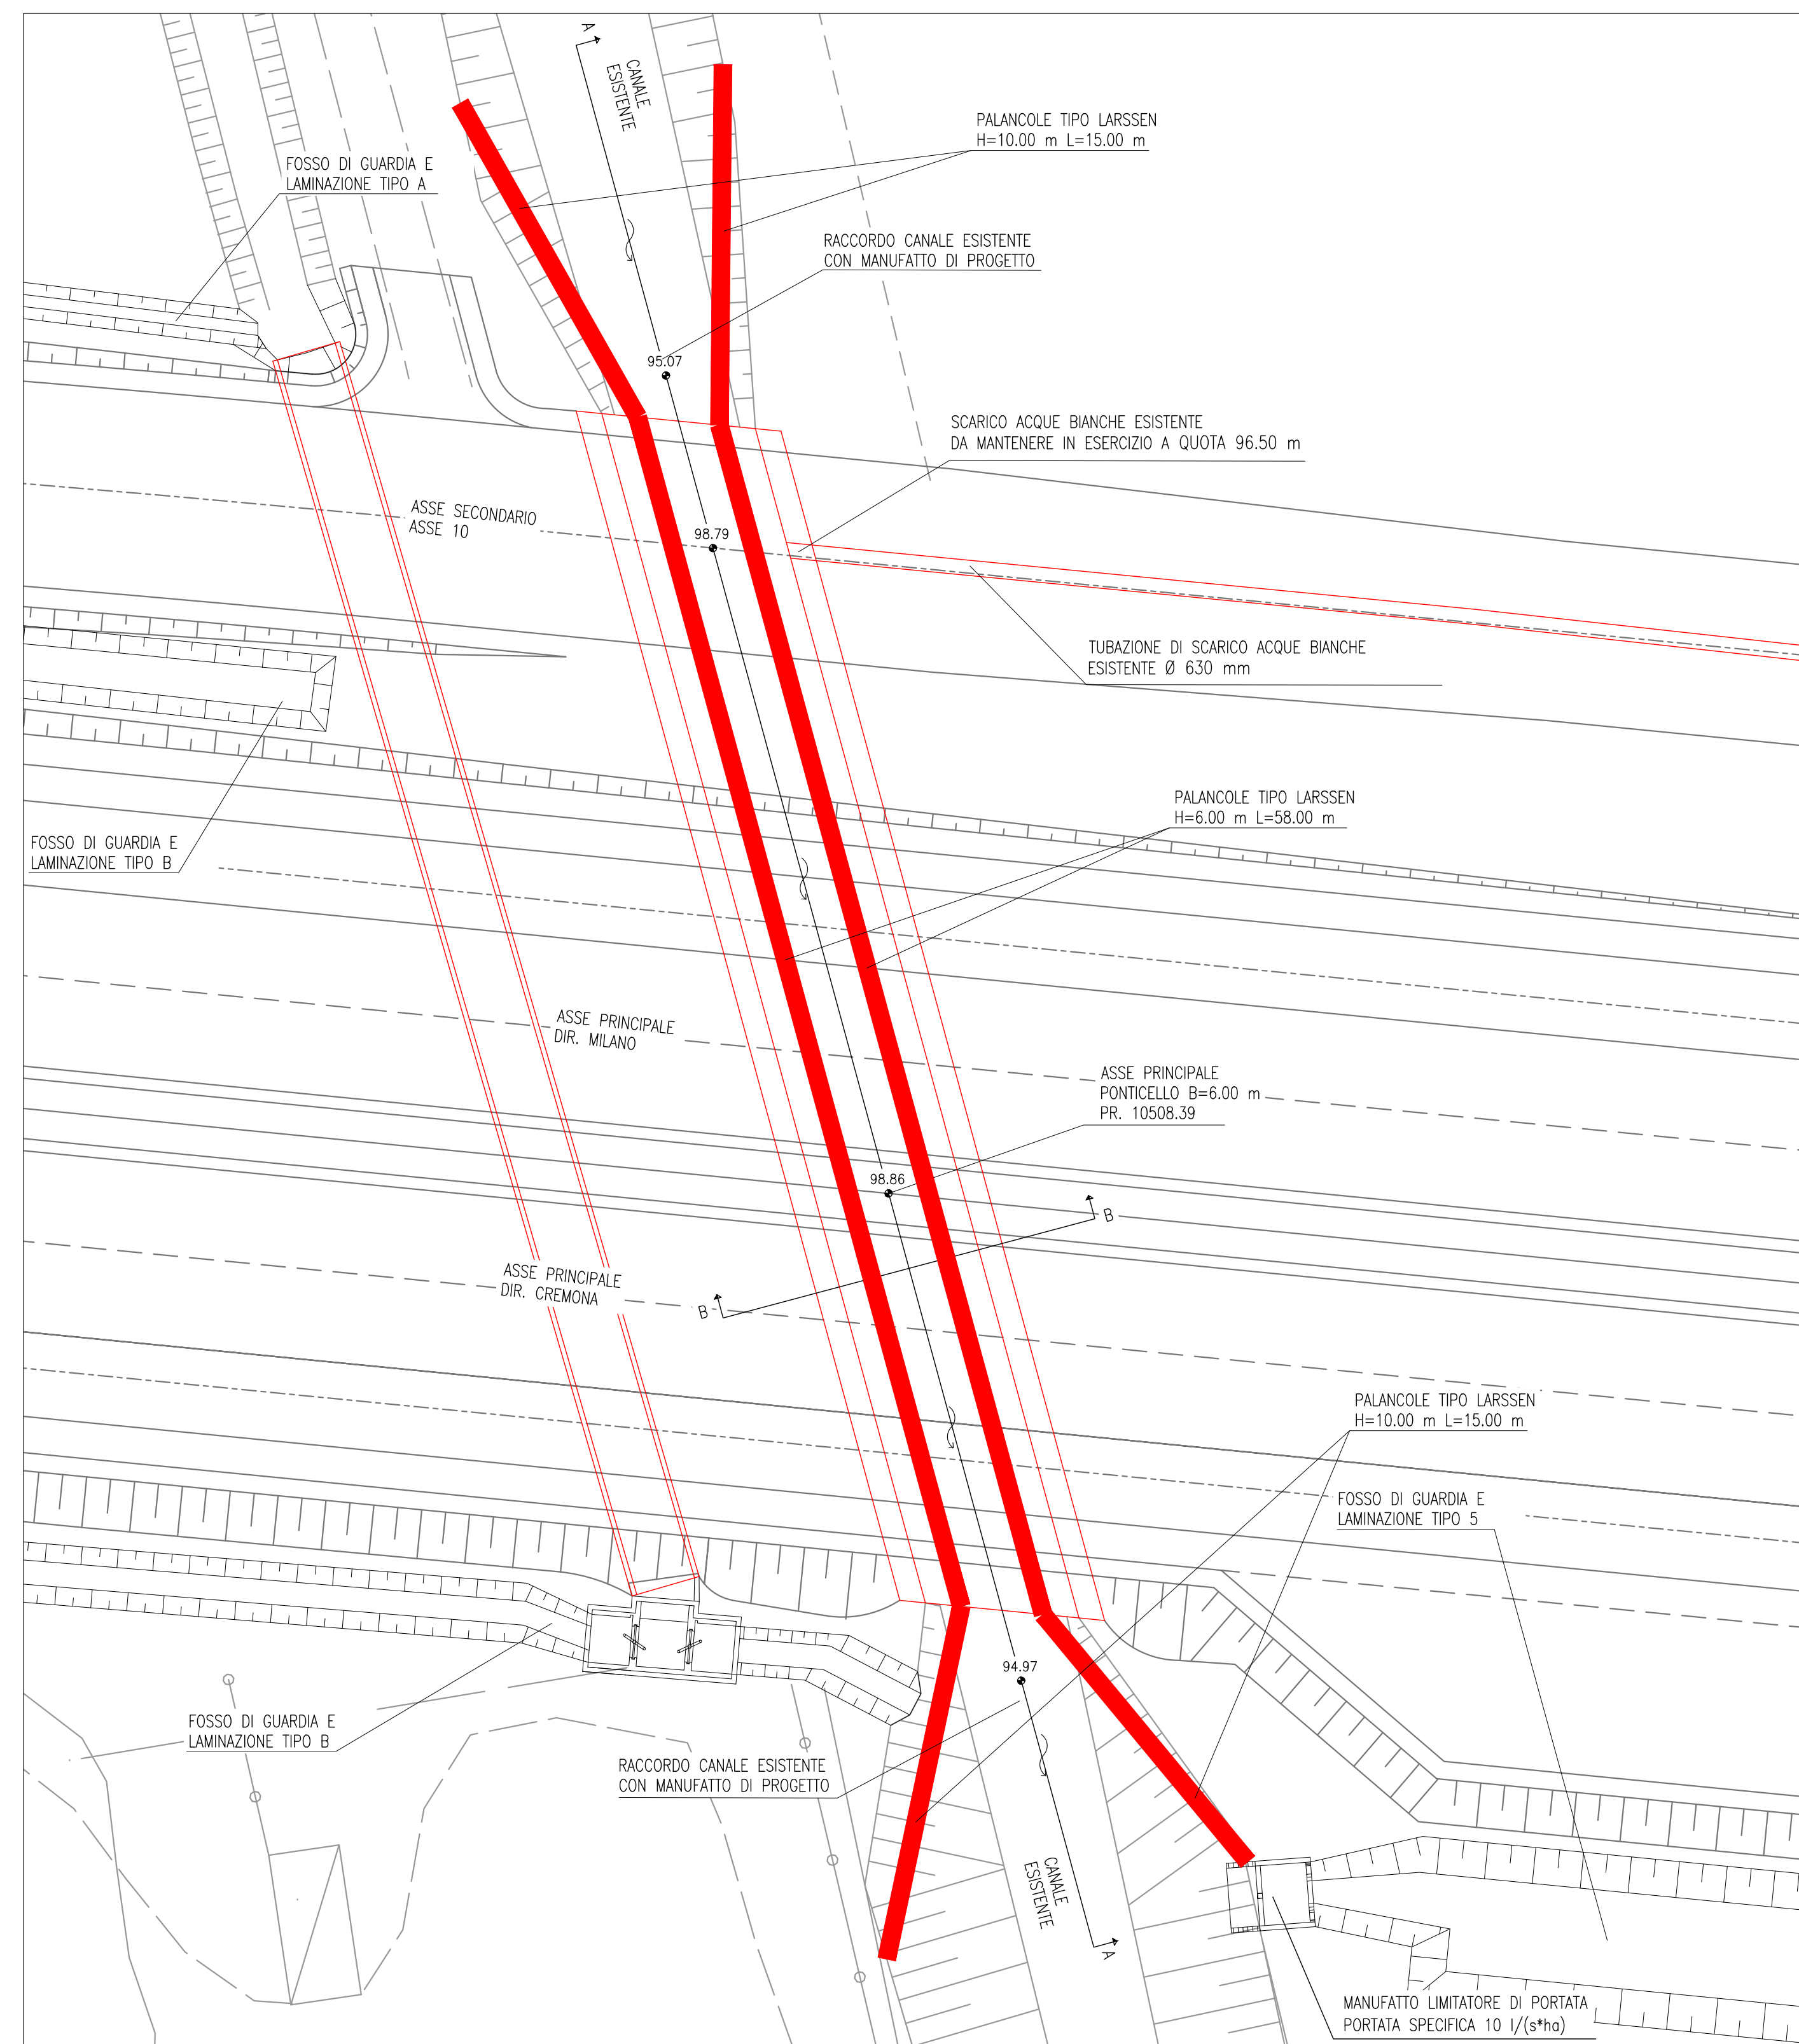 A
CANALE
ESISTENTE
PALANCOLE TIPO LARSSEN
H=10.00 m L=15.00 m
FOSSO DI GUARDIA E
LAMINAZIONE TIPO A
RACCORDO CANALE ESISTENTE
CON MANUFATTO DI PROGETTO
95.07
SCARICO ACQUE BIANCHE ESISTENTE
DA MANTENERE IN ESERCIZIO A QUOTA 96.50 m
ASSE SECONDARIO
ASSE 10
98.79
TUBAZIONE DI SCARICO ACQUE BIANCHE
ESISTENTE Ø 630 mm
PALANCOLE TIPO LARSSEN
H=6.00 m L=58.00 m
FOSSO DI GUARDIA E
LAMINAZIONE TIPO B
ASSE PRINCIPALE
DIR. MILANO
ASSE PRINCIPALE
PONTICELLO B=6.00 m
PR. 10508.39
98.86
B
ASSE PRINCIPALE
DIR. CREMONA
B
PALANCOLE TIPO LARSSEN
H=10.00 m L=15.00 m
FOSSO DI GUARDIA E
LAMINAZIONE TIPO 5
94.97
FOSSO DI GUARDIA E
LAMINAZIONE TIPO B
RACCORDO CANALE ESISTENTE
CON MANUFATTO DI PROGETTO
CANALE
ESISTENTE
A
MANUFATTO LIMITATORE DI PORTATA
PORTATA SPECIFICA 10 l/(s*ha)